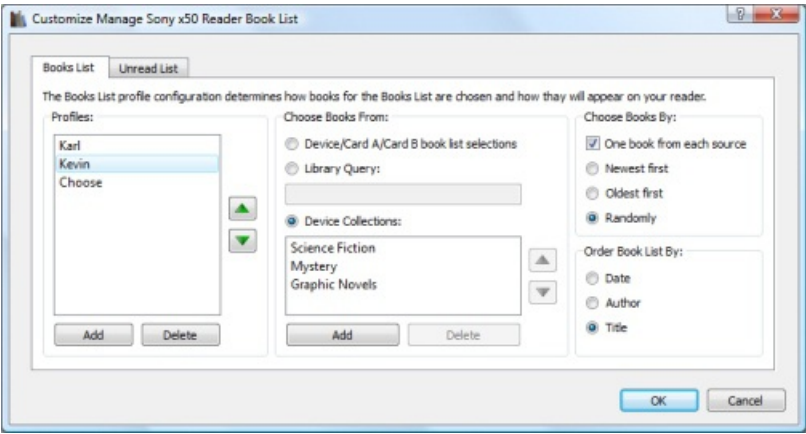 Customize Manage Sony x50 Reader Book List
Books List
Unread List
The Books List profile configuration determines how books for the Books List are chosen and how thay will appear on your reader.
Profiles:
Karl
Kevin
Choose
Add
Delete
Choose Books From:
Device/Card A/Card B book list selections
Library Query:
Device Collections:
Science Fiction
Mystery
Graphic Novels
Add
Delete
Choose Books By:
One book from each source
Newest first
Oldest first
Randomly
Order Book List By:
Date
Author
Title
OK
Cancel